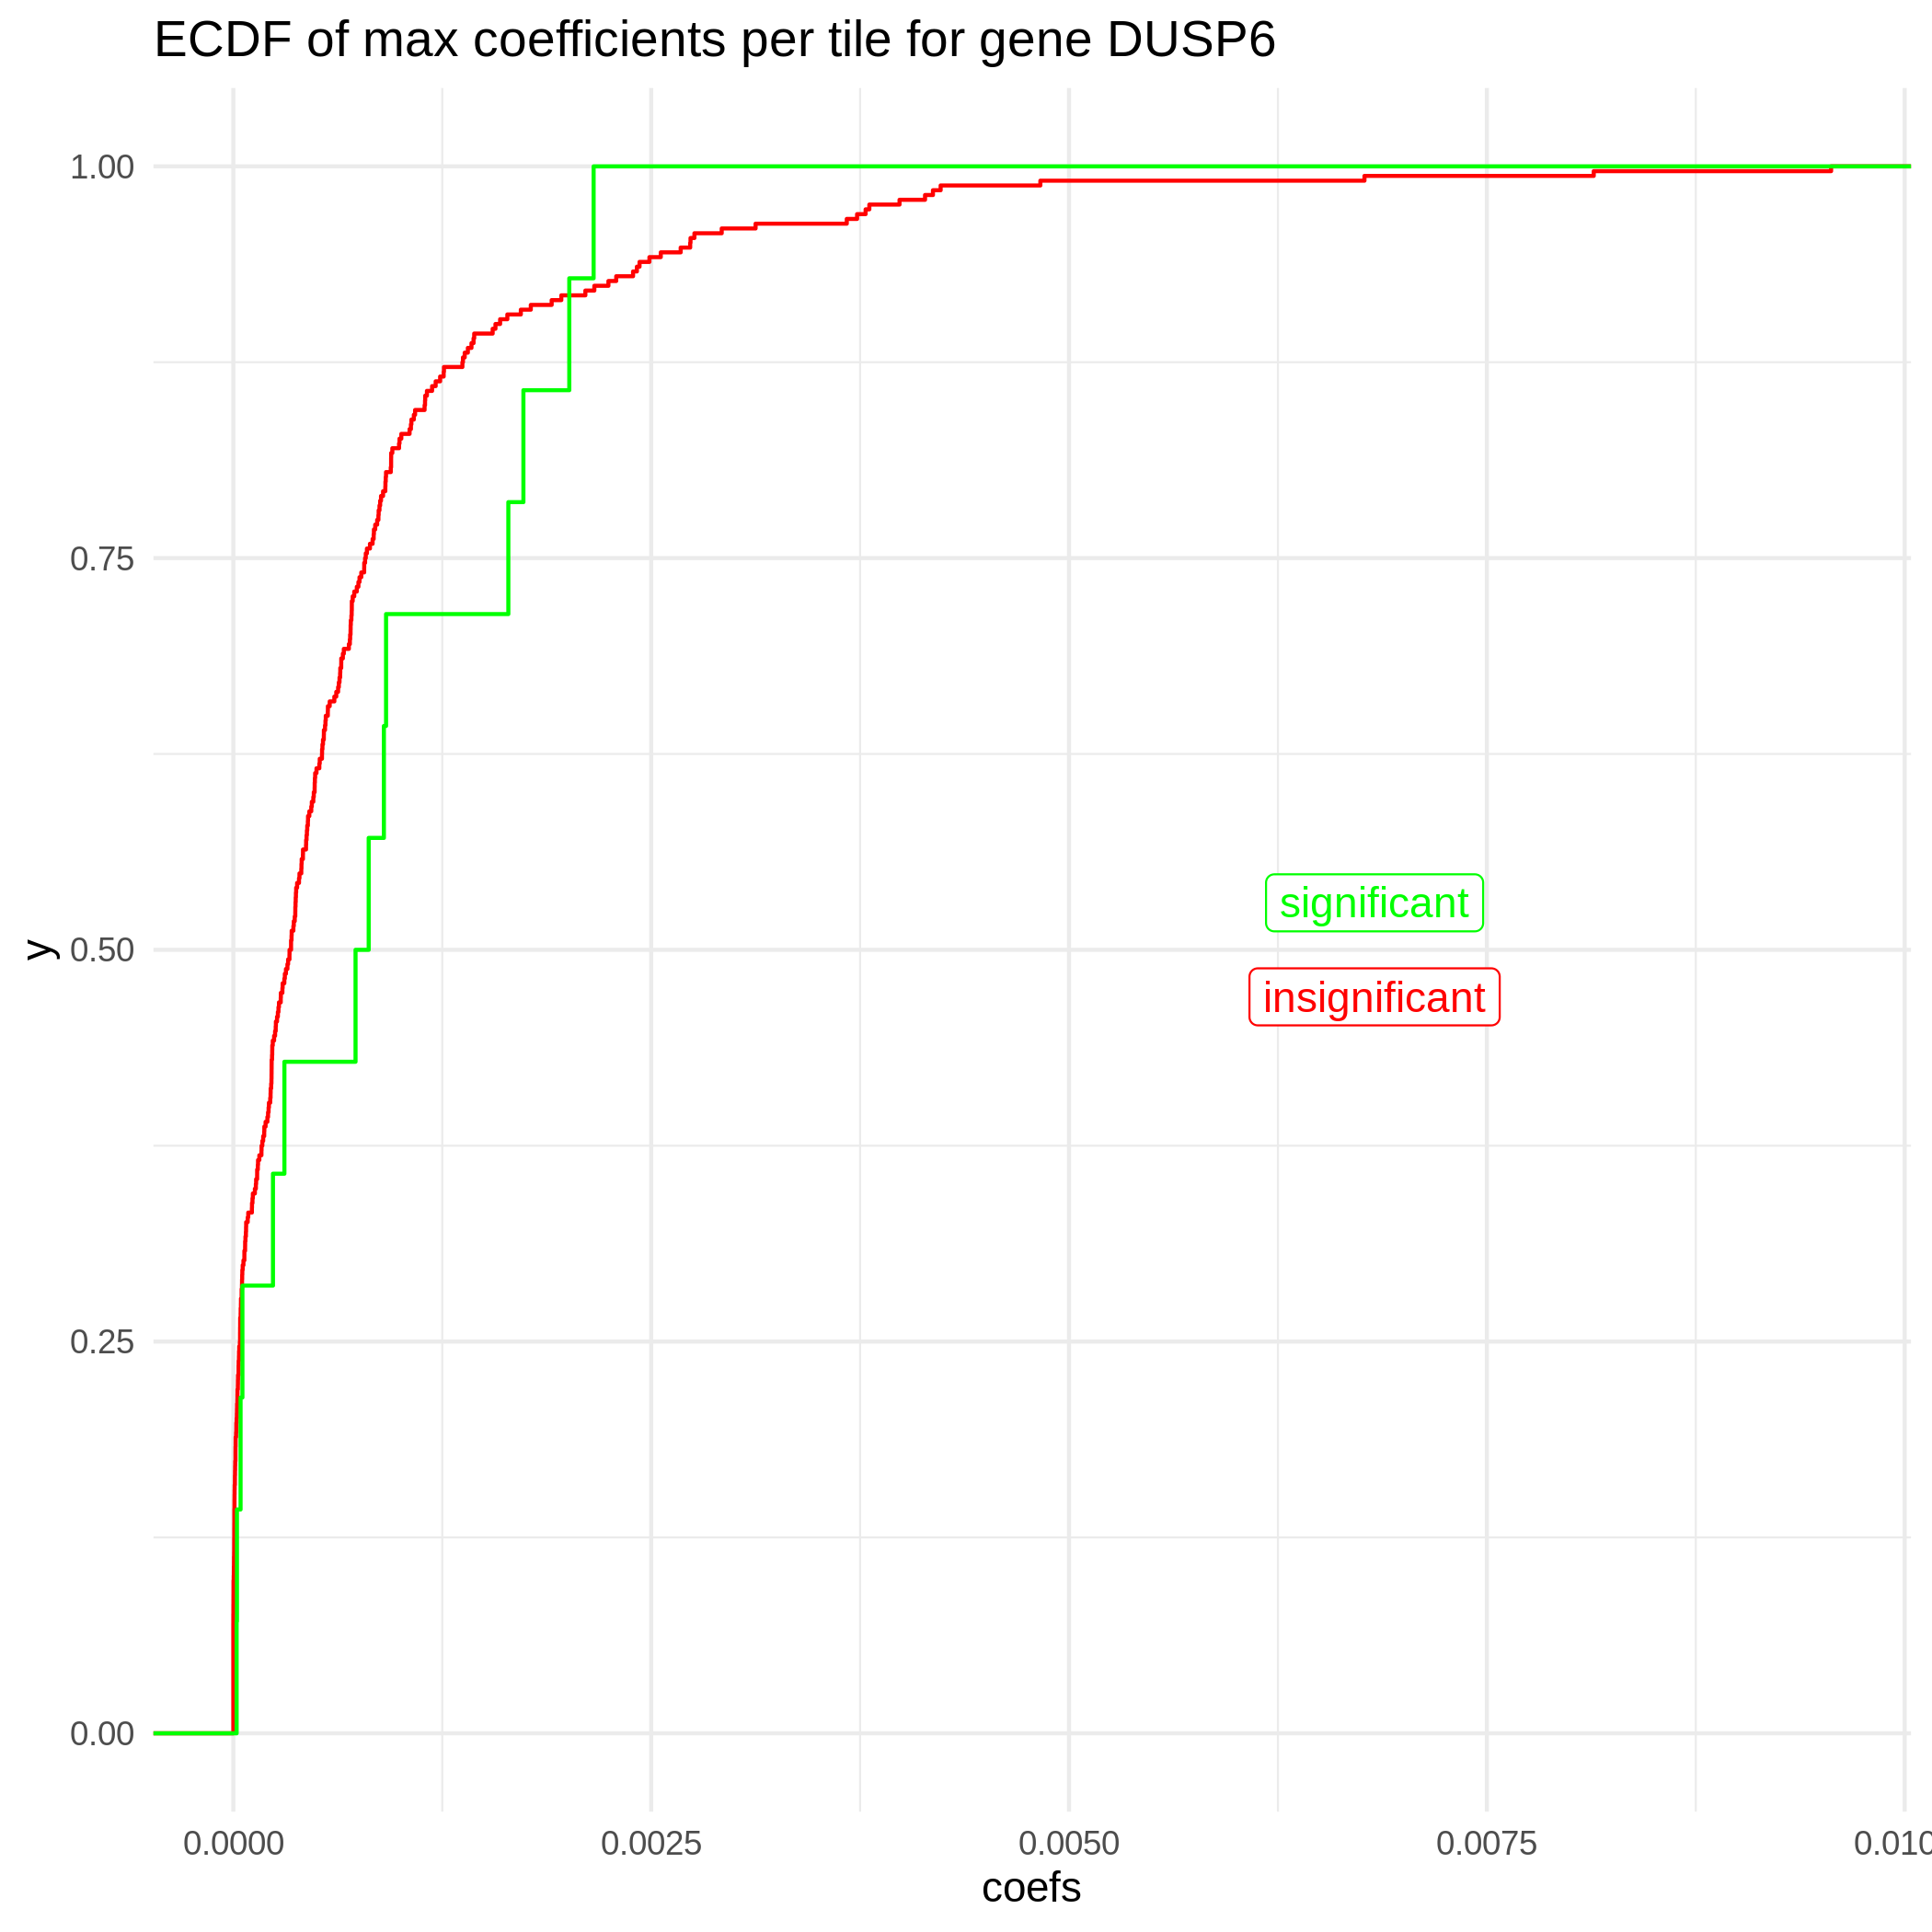 ECDF of max coefficients per tile for gene DUSP6
1.00
0.75
0.50
0.25
0.00
y
significant
insignificant
0.0000 0.0025 0.0050 0.0075 0.010
coefs